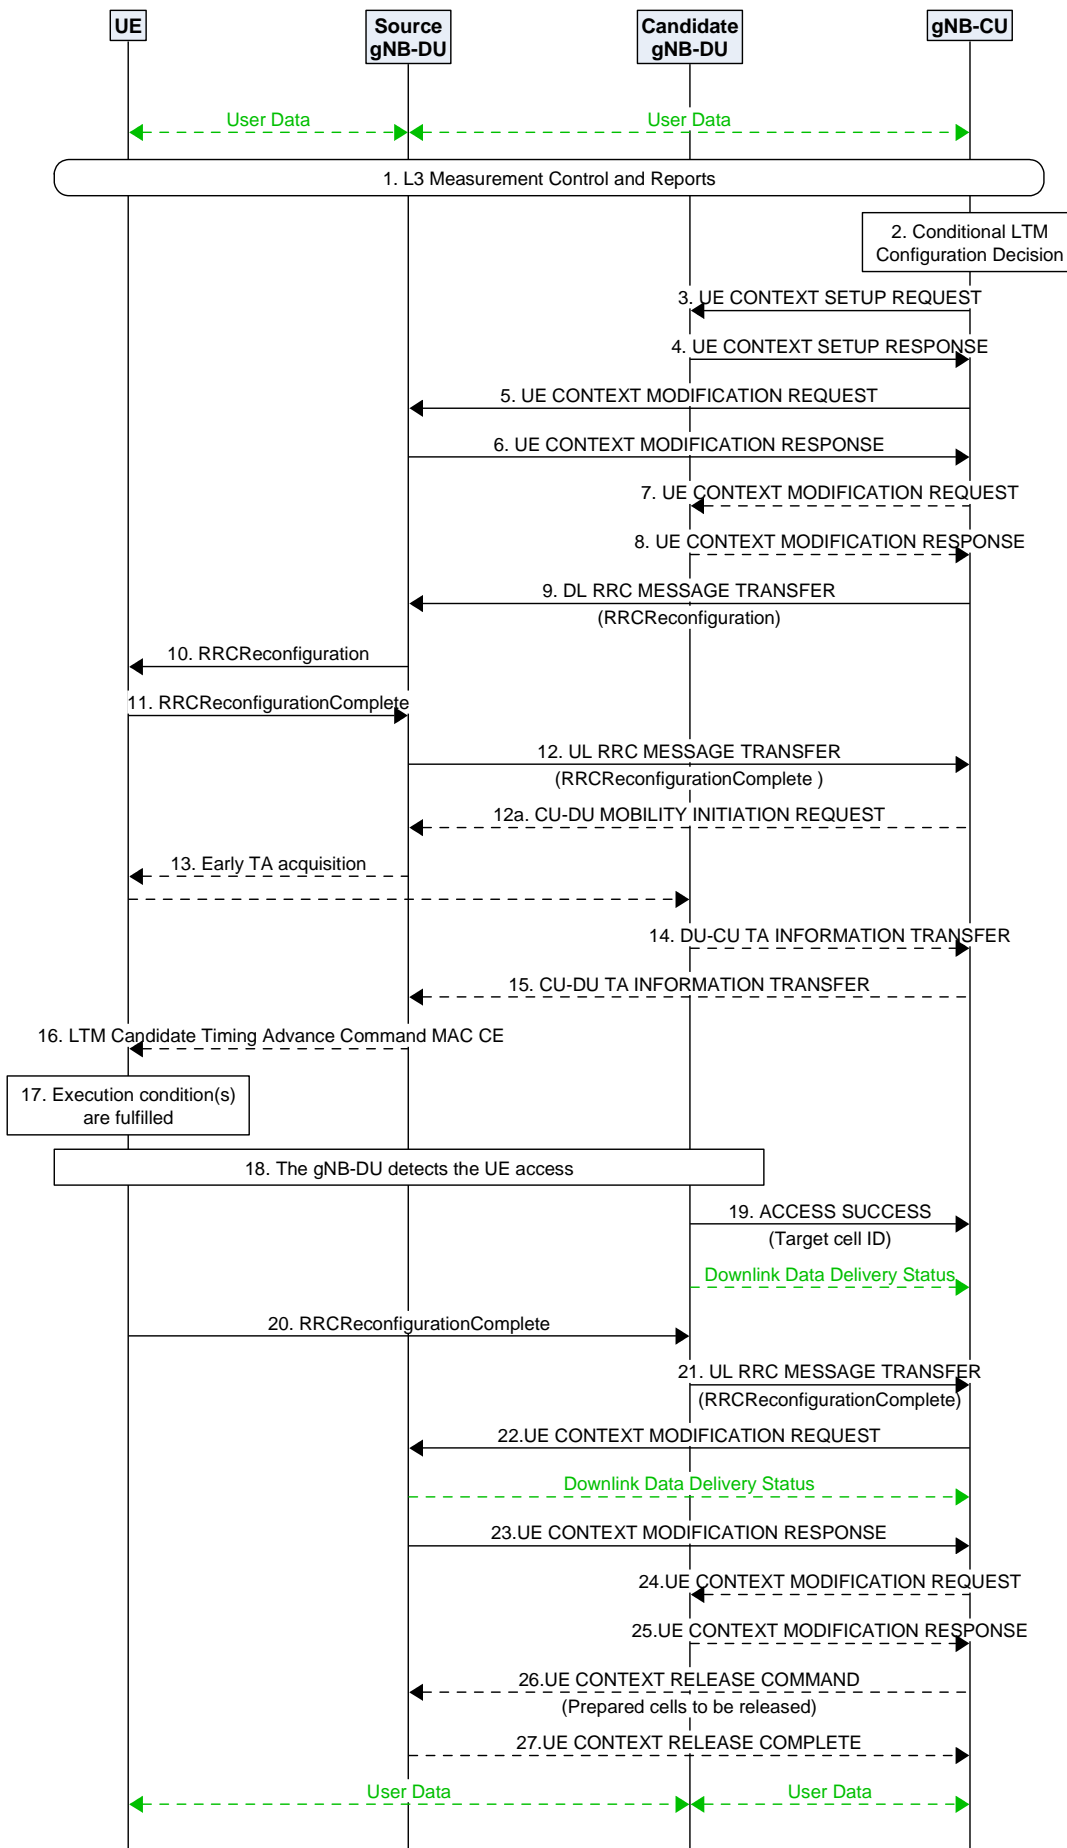 UE
Source
gNB-DU
Candidate
gNB-DU
gNB-CU
User Data
User Data
1. L3 Measurement Control and Reports
2. Conditional LTM
Configuration Decision
3. UE CONTEXT SETUP REQUEST
4. UE CONTEXT SETUP RESPONSE
5. UE CONTEXT MODIFICATION REQUEST
6. UE CONTEXT MODIFICATION RESPONSE
7. UE CONTEXT MODIFICATION REQUEST
8. UE CONTEXT MODIFICATION RESPONSE
9. DL RRC MESSAGE TRANSFER
(RRCReconfiguration)
10. RRCReconfiguration
11. RRCReconfigurationComplete
12. UL RRC MESSAGE TRANSFER
(RRCReconfigurationComplete )
12a. CU-DU MOBILITY INITIATION REQUEST
13. Early TA acquisition
14. DU-CU TA INFORMATION TRANSFER
15. CU-DU TA INFORMATION TRANSFER
16. LTM Candidate Timing Advance Command MAC CE
17. Execution condition(s)
are fulfilled
18. The gNB-DU detects the UE access
19. ACCESS SUCCESS
(Target cell ID)
Downlink Data Delivery Status
20. RRCReconfigurationComplete
21. UL RRC MESSAGE TRANSFER
(RRCReconfigurationComplete)
22.UE CONTEXT MODIFICATION REQUEST
Downlink Data Delivery Status
23.UE CONTEXT MODIFICATION RESPONSE
24.UE CONTEXT MODIFICATION REQUEST
25.UE CONTEXT MODIFICATION RESPONSE
26.UE CONTEXT RELEASE COMMAND
(Prepared cells to be released)
27.UE CONTEXT RELEASE COMPLETE
User Data
User Data